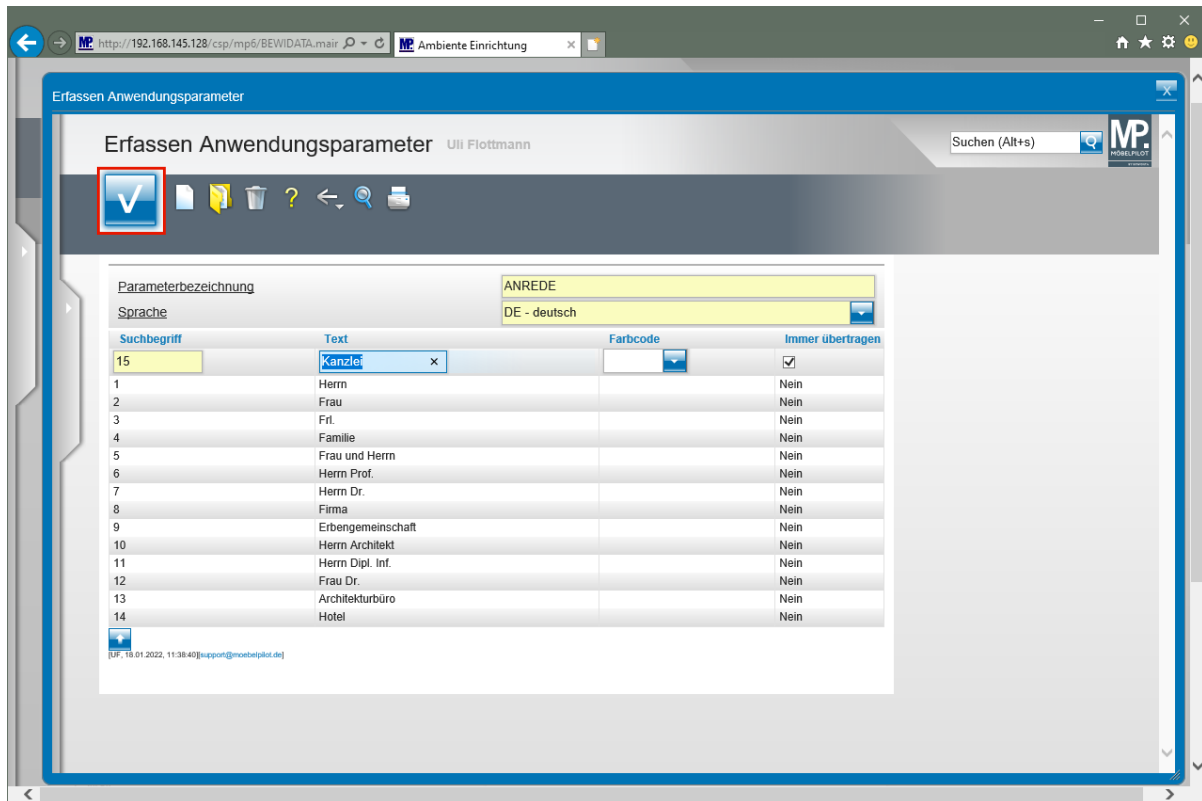 http://192.168.145.128/csp/mp6/BEWIDATA.mair
MP. Ambiente Einrichtung
Erfassen Anwendungsparameter
Erfassen Anwendungsparameter Uli Flottmann
Suchen (Alt+s)
MP.
MÖBELPILOT
Parameterbezeichnung ANREDE
Sprache DE - deutsch
Suchbegriff Text Farbcode Immer übertragen
15 Kanzlei
1 Herrn Nein
2 Frau Nein
3 Frl. Nein
4 Familie Nein
5 Frau und Herrn Nein
6 Herrn Prof. Nein
7 Herrn Dr. Nein
8 Firma Nein
9 Erbengemeinschaft Nein
10 Herrn Architekt Nein
11 Herrn Dipl. Inf. Nein
12 Frau Dr. Nein
13 Architekturbüro Nein
14 Hotel Nein
[UF, 18.01.2022, 11:38:40][support@moebelpilot.de]